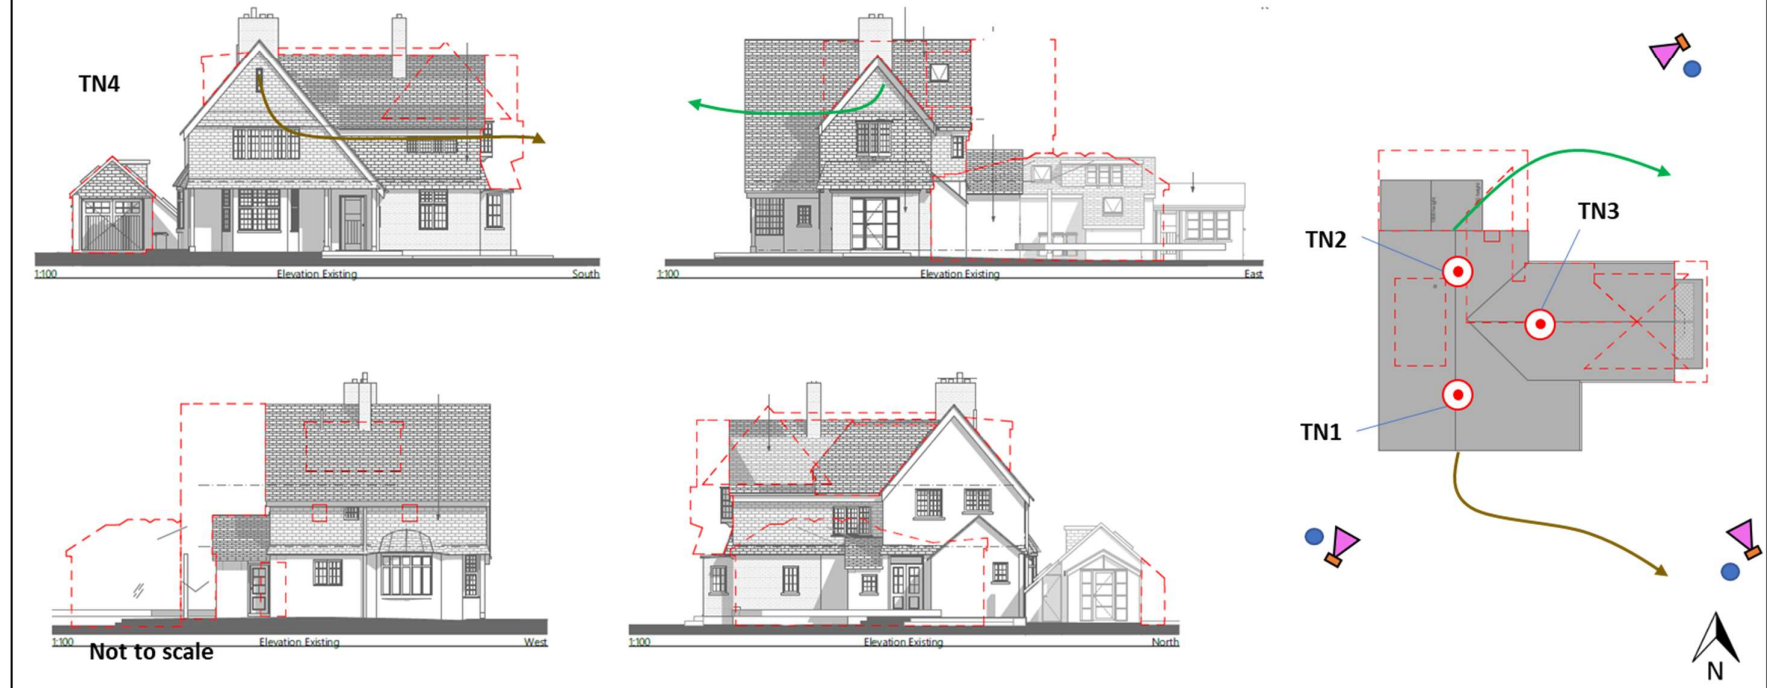 TN4
1:100 Elevation Existing South
1:100 Elevation Existing East
TN2
TN3
TN1
1:100 Elevation Existing West
Not to scale
1:100 Elevation Existing North
N